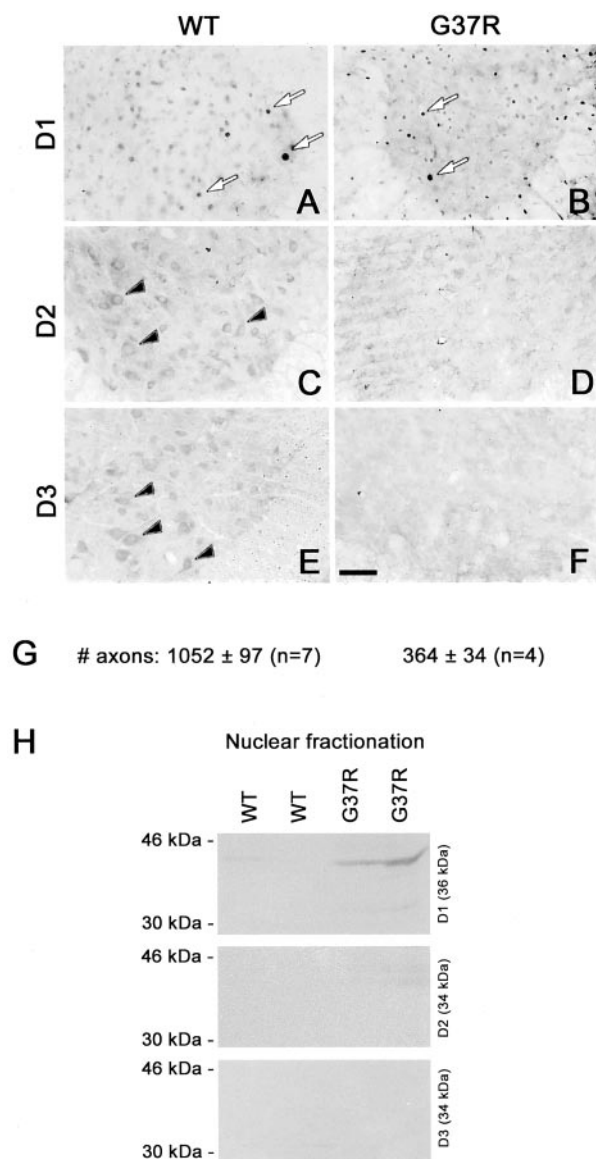 WT G37R
D1
A B
D2
C D
D3
E F
G # axons: 1052 ± 97 (n=7) 364 ± 34 (n=4)
H
Nuclear fractionation
WT WT G37R G37R
46 kDa -
30 kDa -
D1 (36 kDa)
46 kDa -
30 kDa -
D2 (34 kDa)
46 kDa -
30 kDa -
D3 (34 kDa)